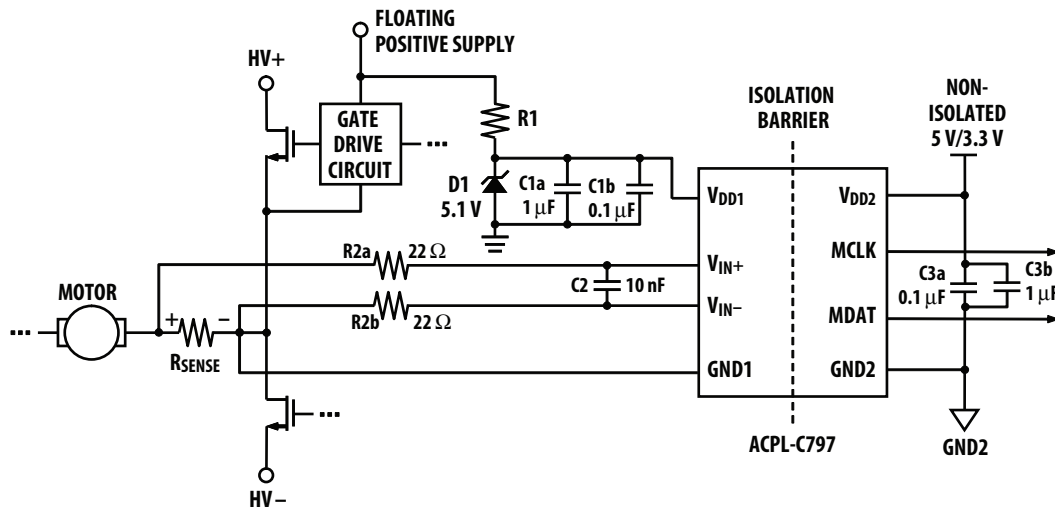 FLOATING
POSITIVE SUPPLY
HV+
GATE
DRIVE
CIRCUIT
R1
D1
5.1 V
C1a
1 μF
C1b
0.1 μF
ISOLATION
BARRIER
NON-
ISOLATED
5 V/3.3 V
VDD1
VDD2
R2a
22 Ω
VIN+
MCLK
C2
10 nF
C3a
0.1 μF
C3b
1 μF
MOTOR
+
−
RSENSE
R2b
22 Ω
VIN−
MDAT
GND1
GND2
ACPL-C797
GND2
HV−